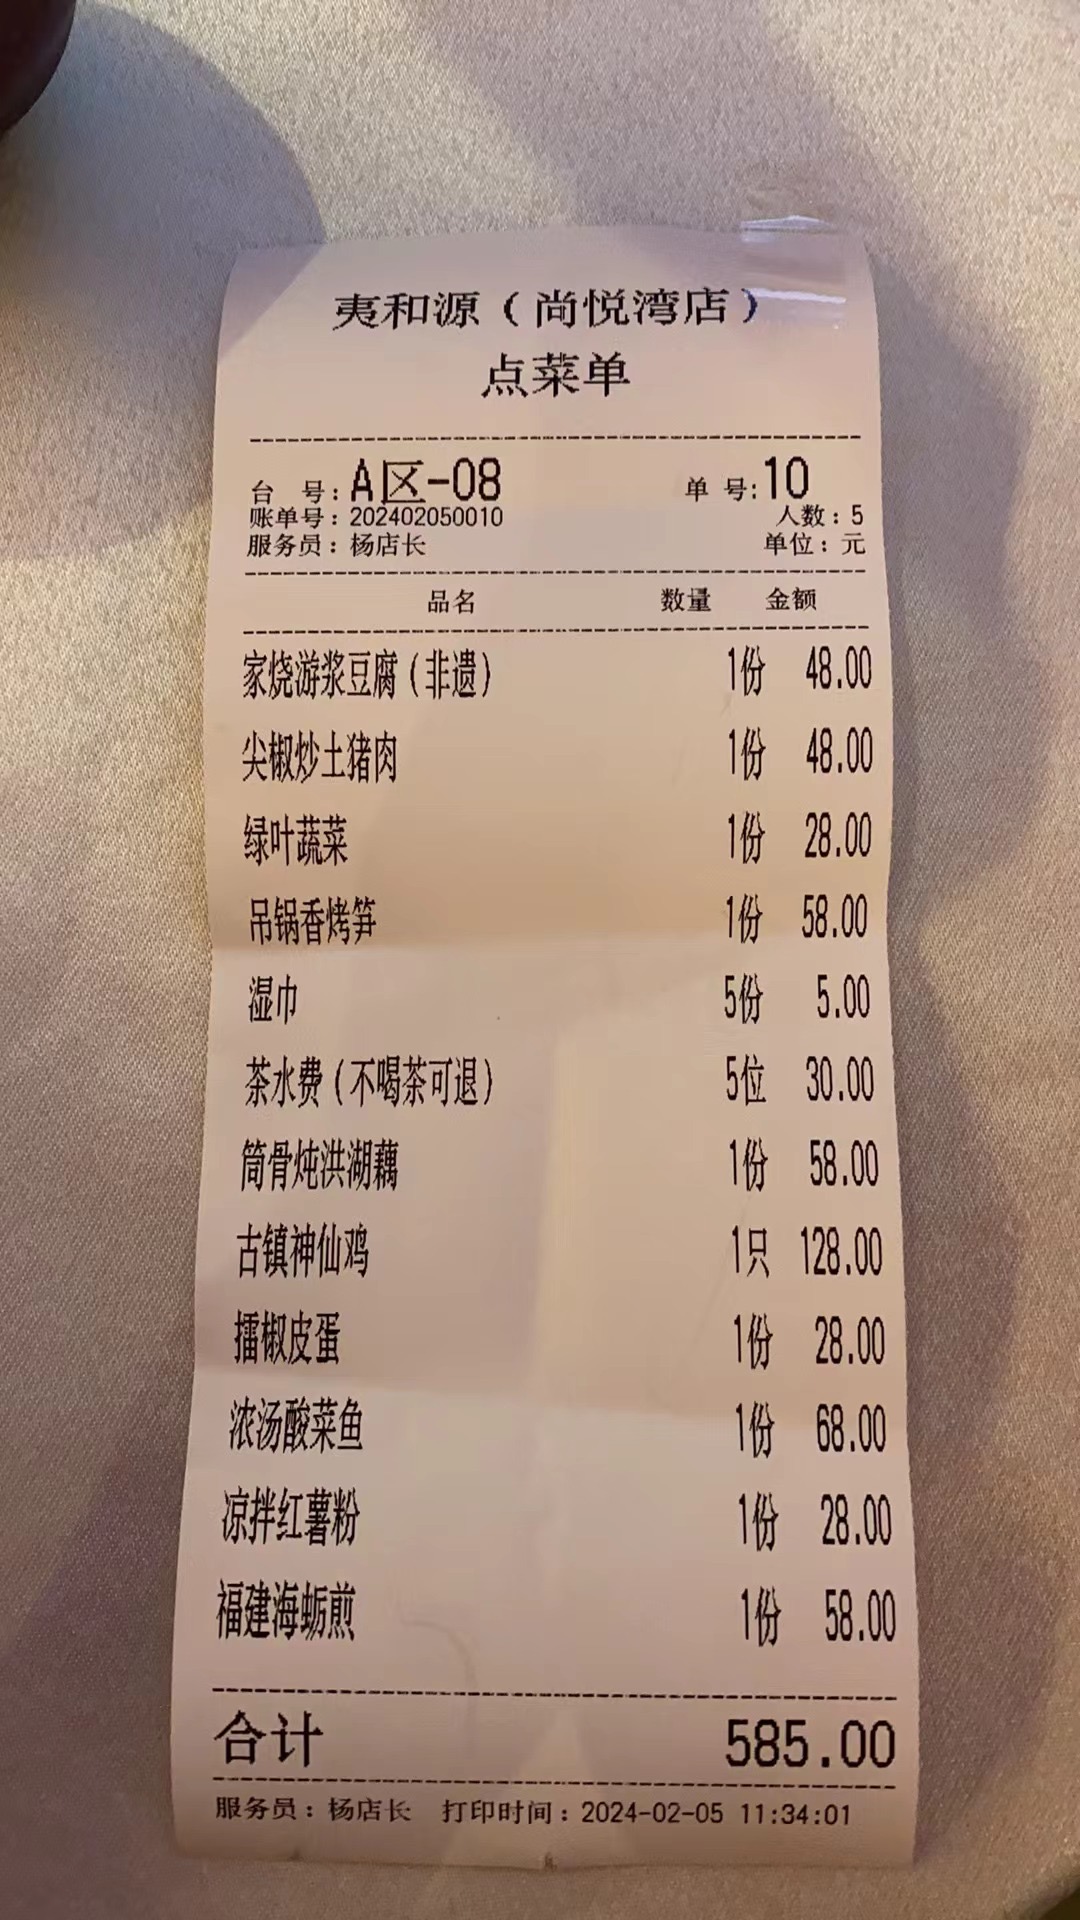 夷和源（尚悦湾店）
点菜单
台 号：A区-08 单 号：10
账单号：202402050010 人数：5
服务员：杨店长 单位：元
品名 数量 金额
家烧游浆豆腐（非遗） 1份 48.00
尖椒炒土猪肉 1份 48.00
绿叶蔬菜 1份 28.00
吊锅香烤笋 1份 58.00
湿巾 5份 5.00
茶水费（不喝茶可退） 5位 30.00
筒骨炖洪湖藕 1份 58.00
古镇神仙鸡 1只 128.00
擂椒皮蛋 1份 28.00
浓汤酸菜鱼 1份 68.00
凉拌红薯粉 1份 28.00
福建海蛎煎 1份 58.00
合计 585.00
服务员：杨店长 打印时间：2024-02-05 11:34:01